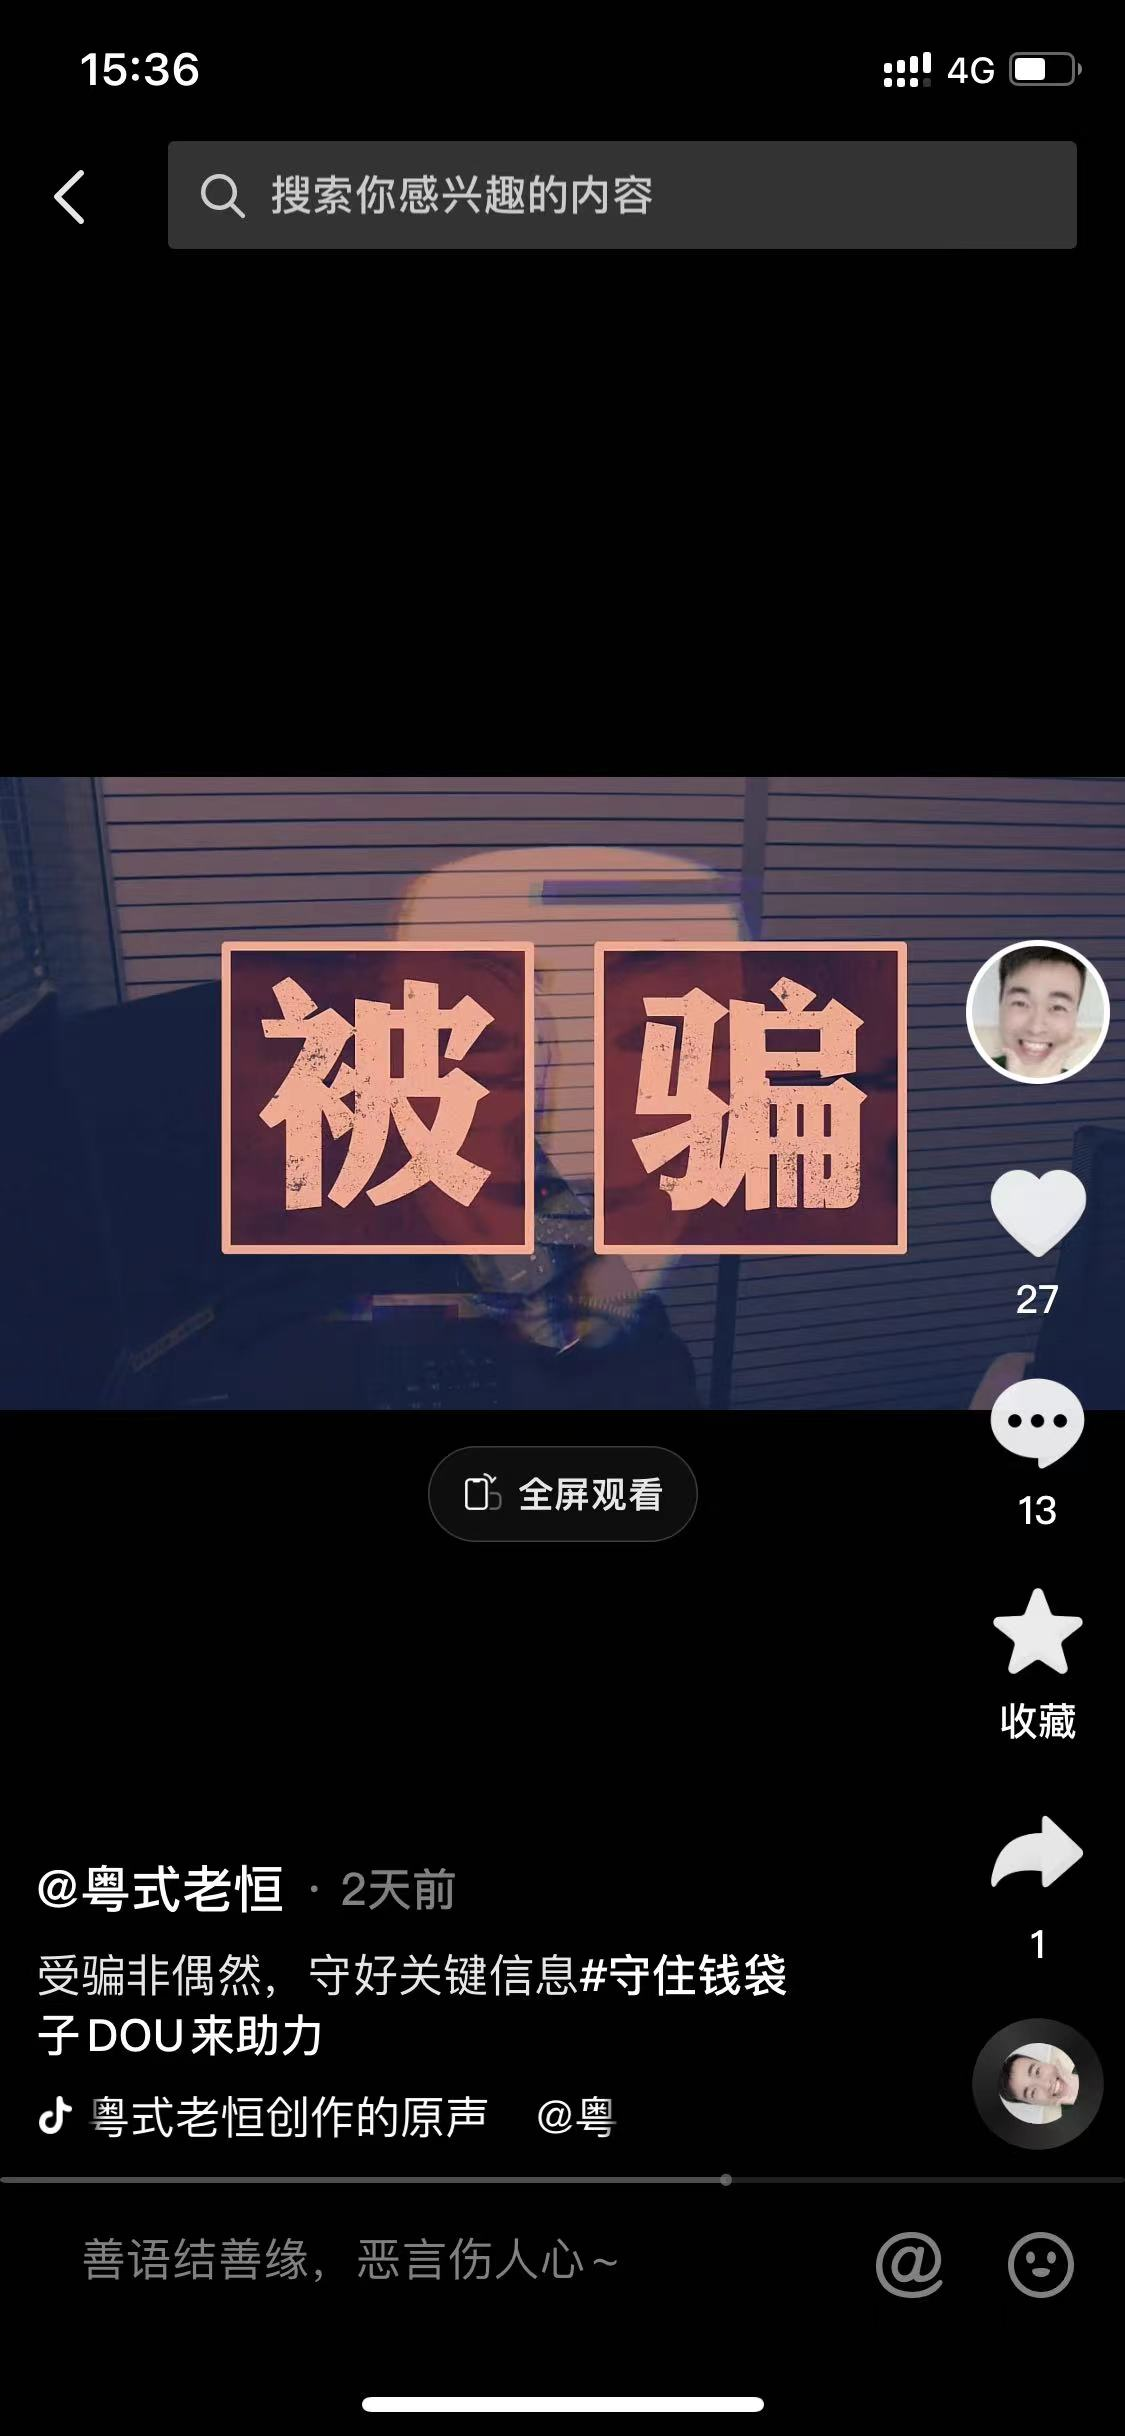 15:36
4G
搜索你感兴趣的内容
被 骗
27
全屏观看
13
收藏
@粤式老恒 · 2天前
1
受骗非偶然，守好关键信息#守住钱袋
子DOU来助力
粤式老恒创作的原声 @粤
善语结善缘，恶言伤人心~
@